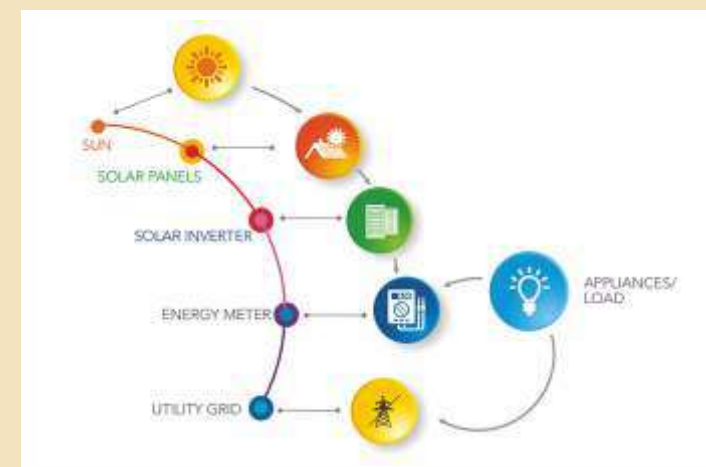 SUN
SOLAR PANELS
SOLAR INVERTER
ENERGY METER
APPLIANCES/
LOAD
UTILITY GRID